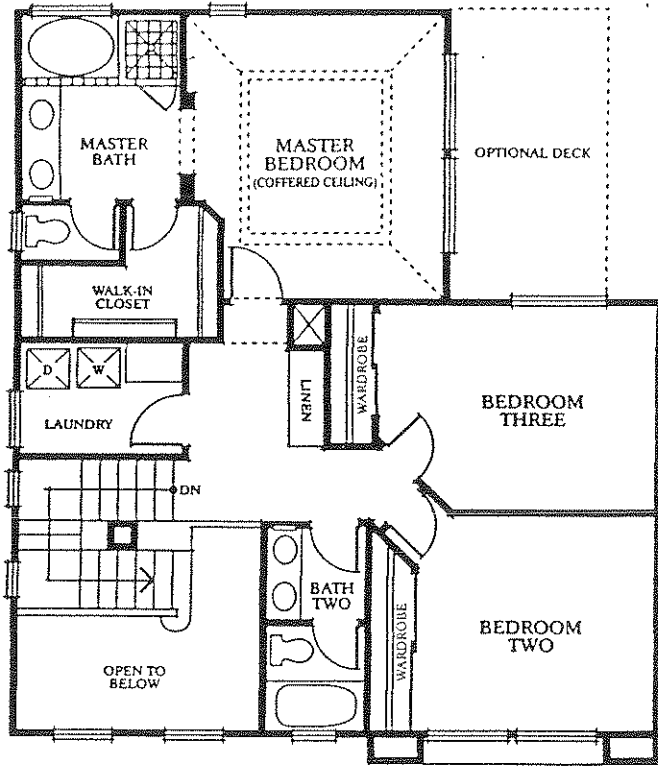 MASTER
BATH
MASTER
BEDROOM
(COFFERED CEILING)
OPTIONAL DECK
WALK-IN
CLOSET
D
W
LAUNDRY
LINEN
WARDROBE
BEDROOM
THREE
DN
BATH
TWO
WARDROBE
BEDROOM
TWO
OPEN TO
BELOW